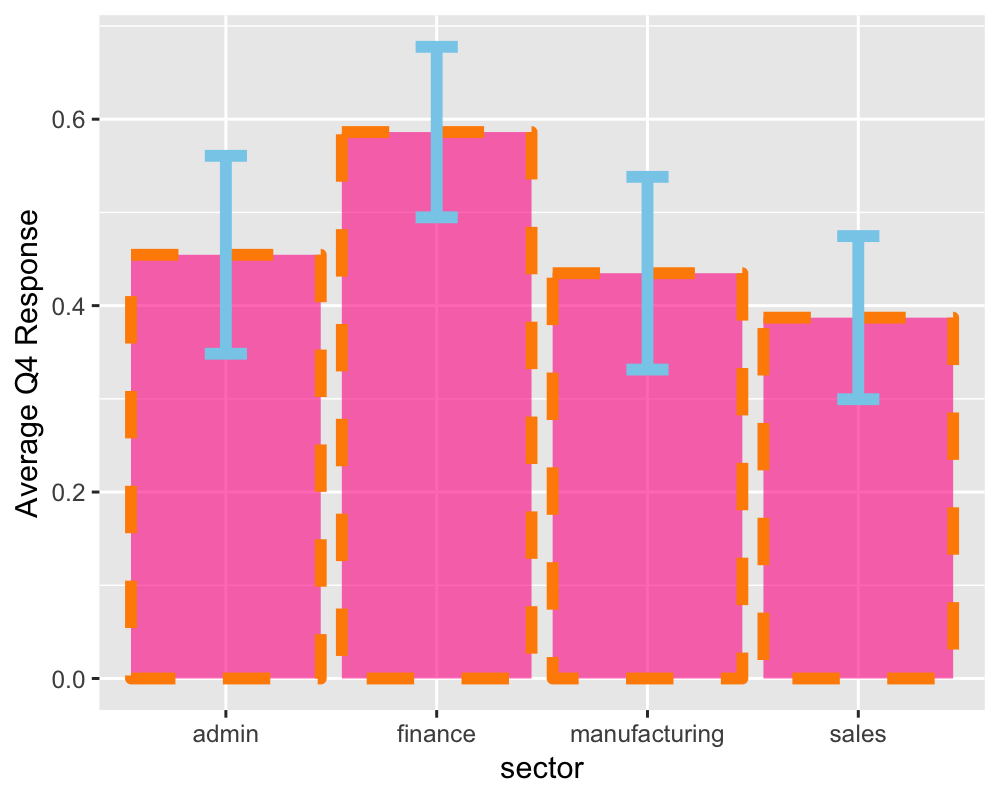 Average Q4 Response
0.6
0.4
0.2
0.0
admin finance manufacturing sales
sector